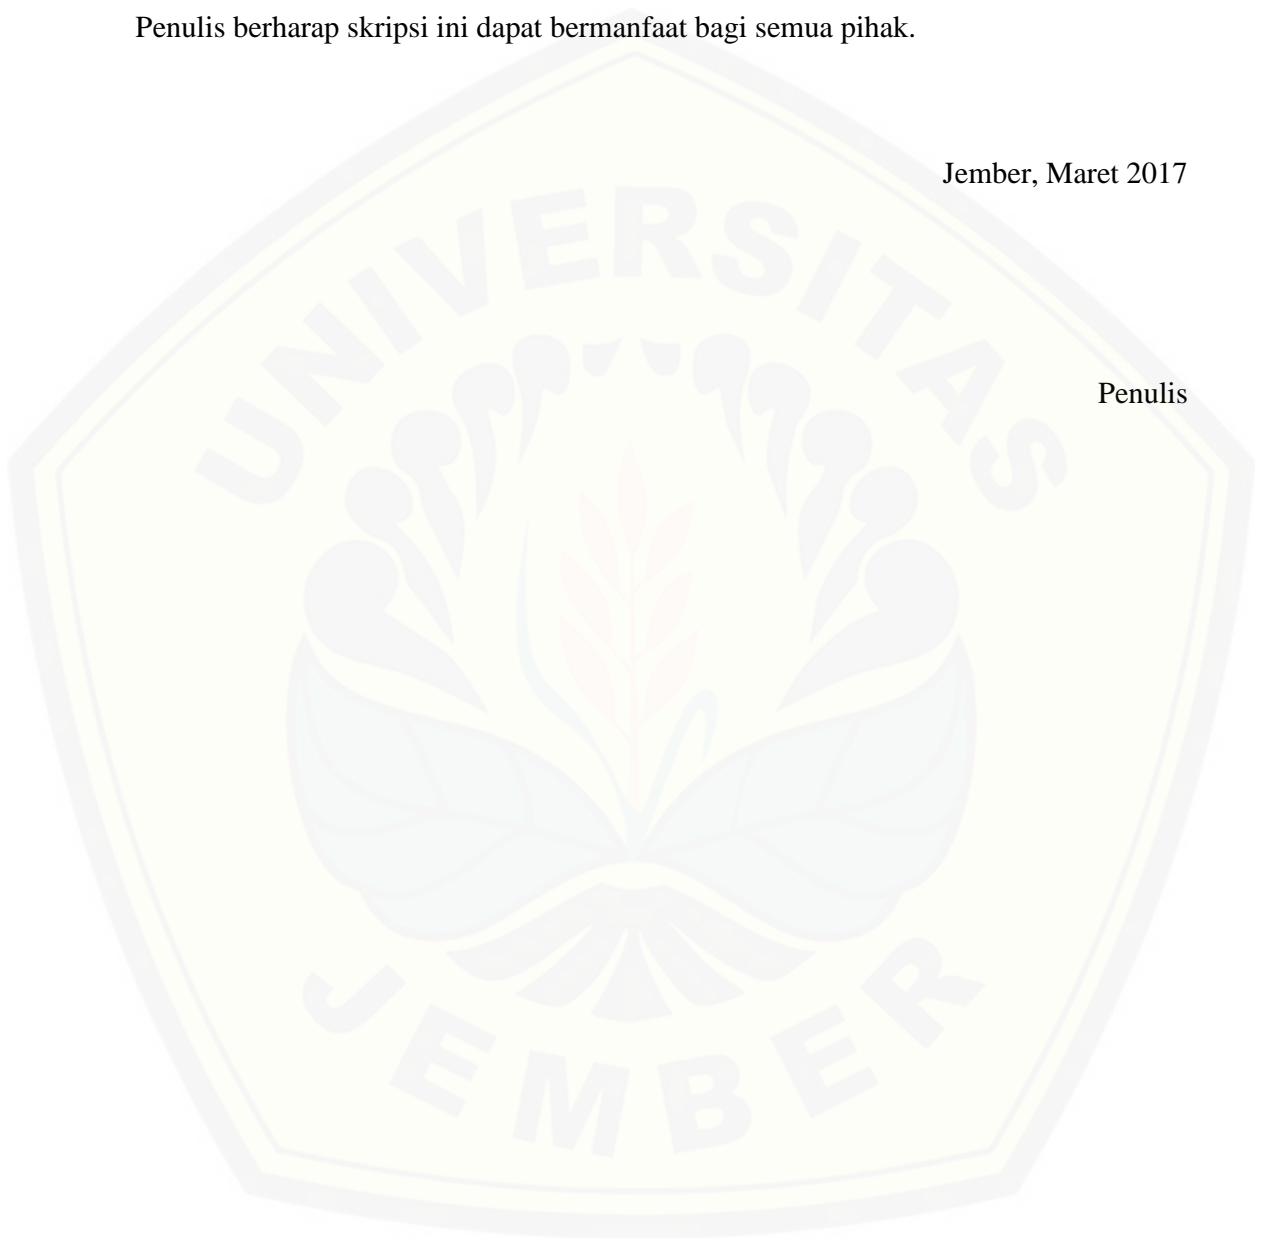 Penulis berharap skripsi ini dapat bermanfaat bagi semua pihak.
Jember, Maret 2017
UNIVERSITAS
Penulis
JEMBER